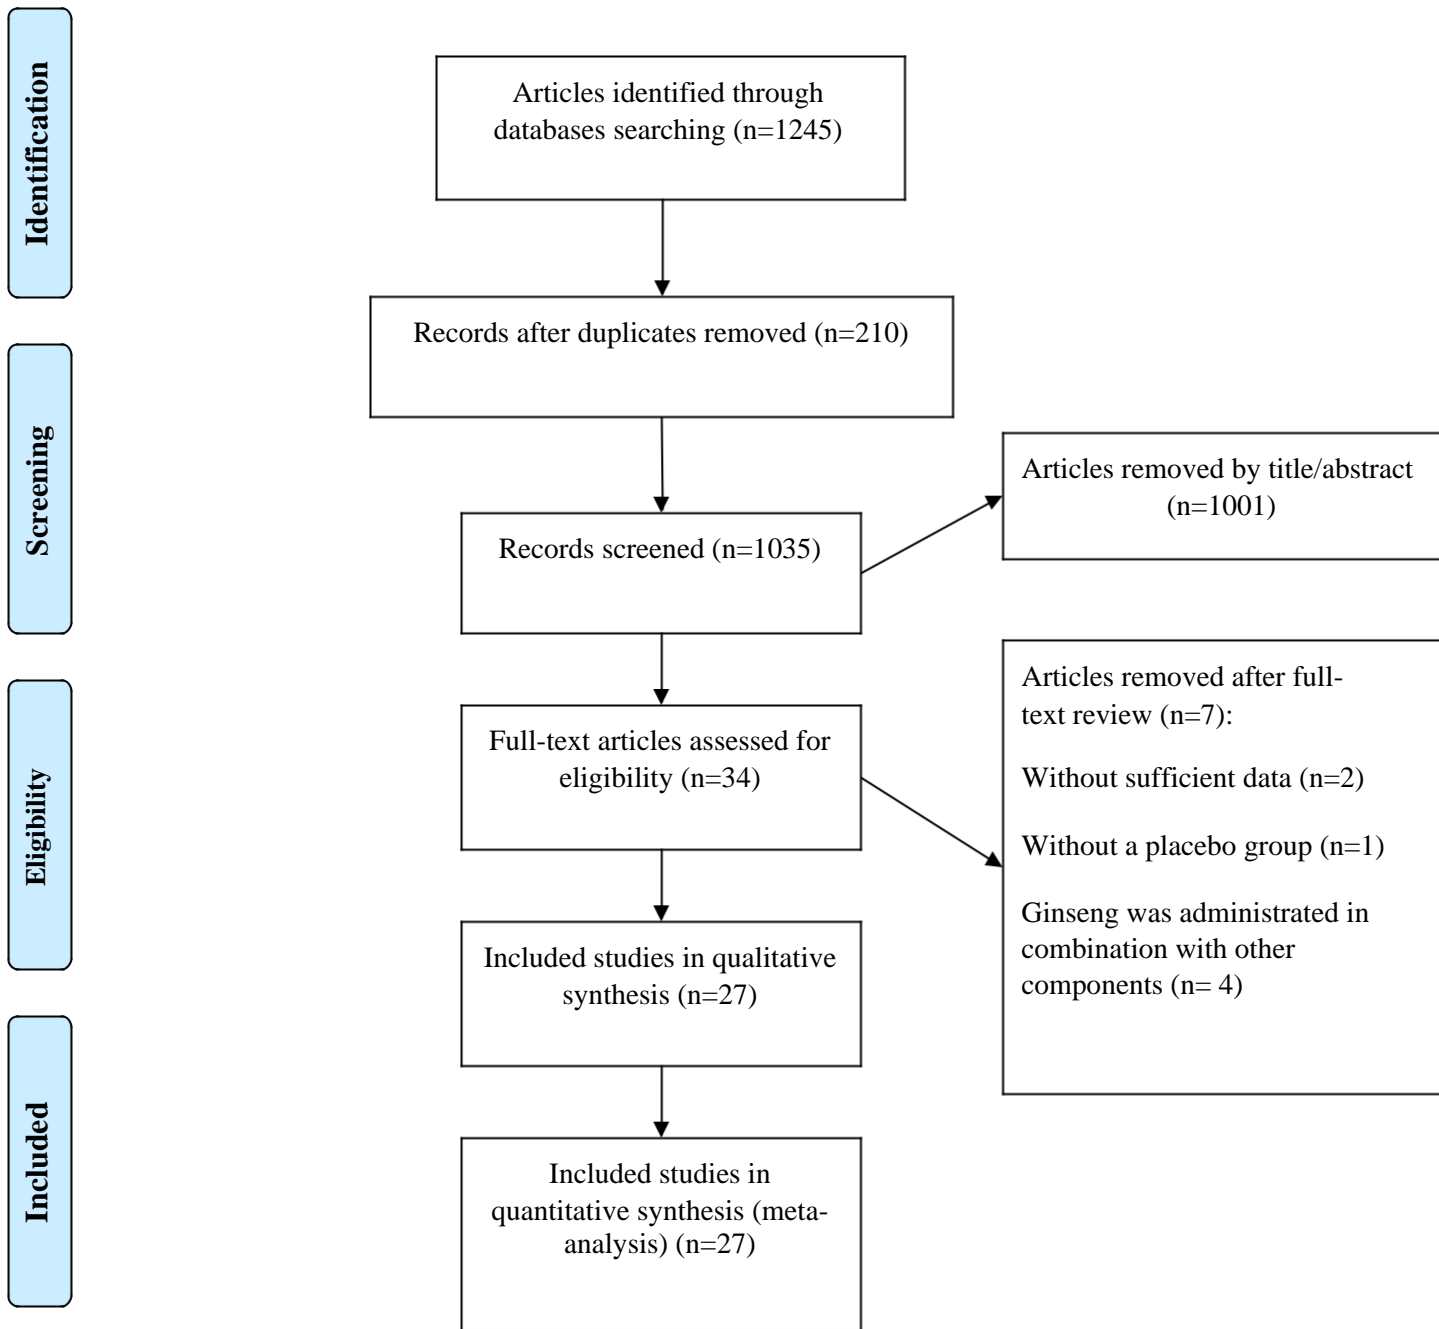 Identification
Articles identified through
databases searching (n=1245)
Records after duplicates removed (n=210)
Screening
Articles removed by title/abstract
(n=1001)
Records screened (n=1035)
Eligibility
Full-text articles assessed for
eligibility (n=34)
Articles removed after full-
text review (n=7):
Without sufficient data (n=2)
Without a placebo group (n=1)
Ginseng was administrated in
combination with other
components (n= 4)
Included studies in qualitative
synthesis (n=27)
Included
Included studies in
quantitative synthesis (meta-
analysis) (n=27)